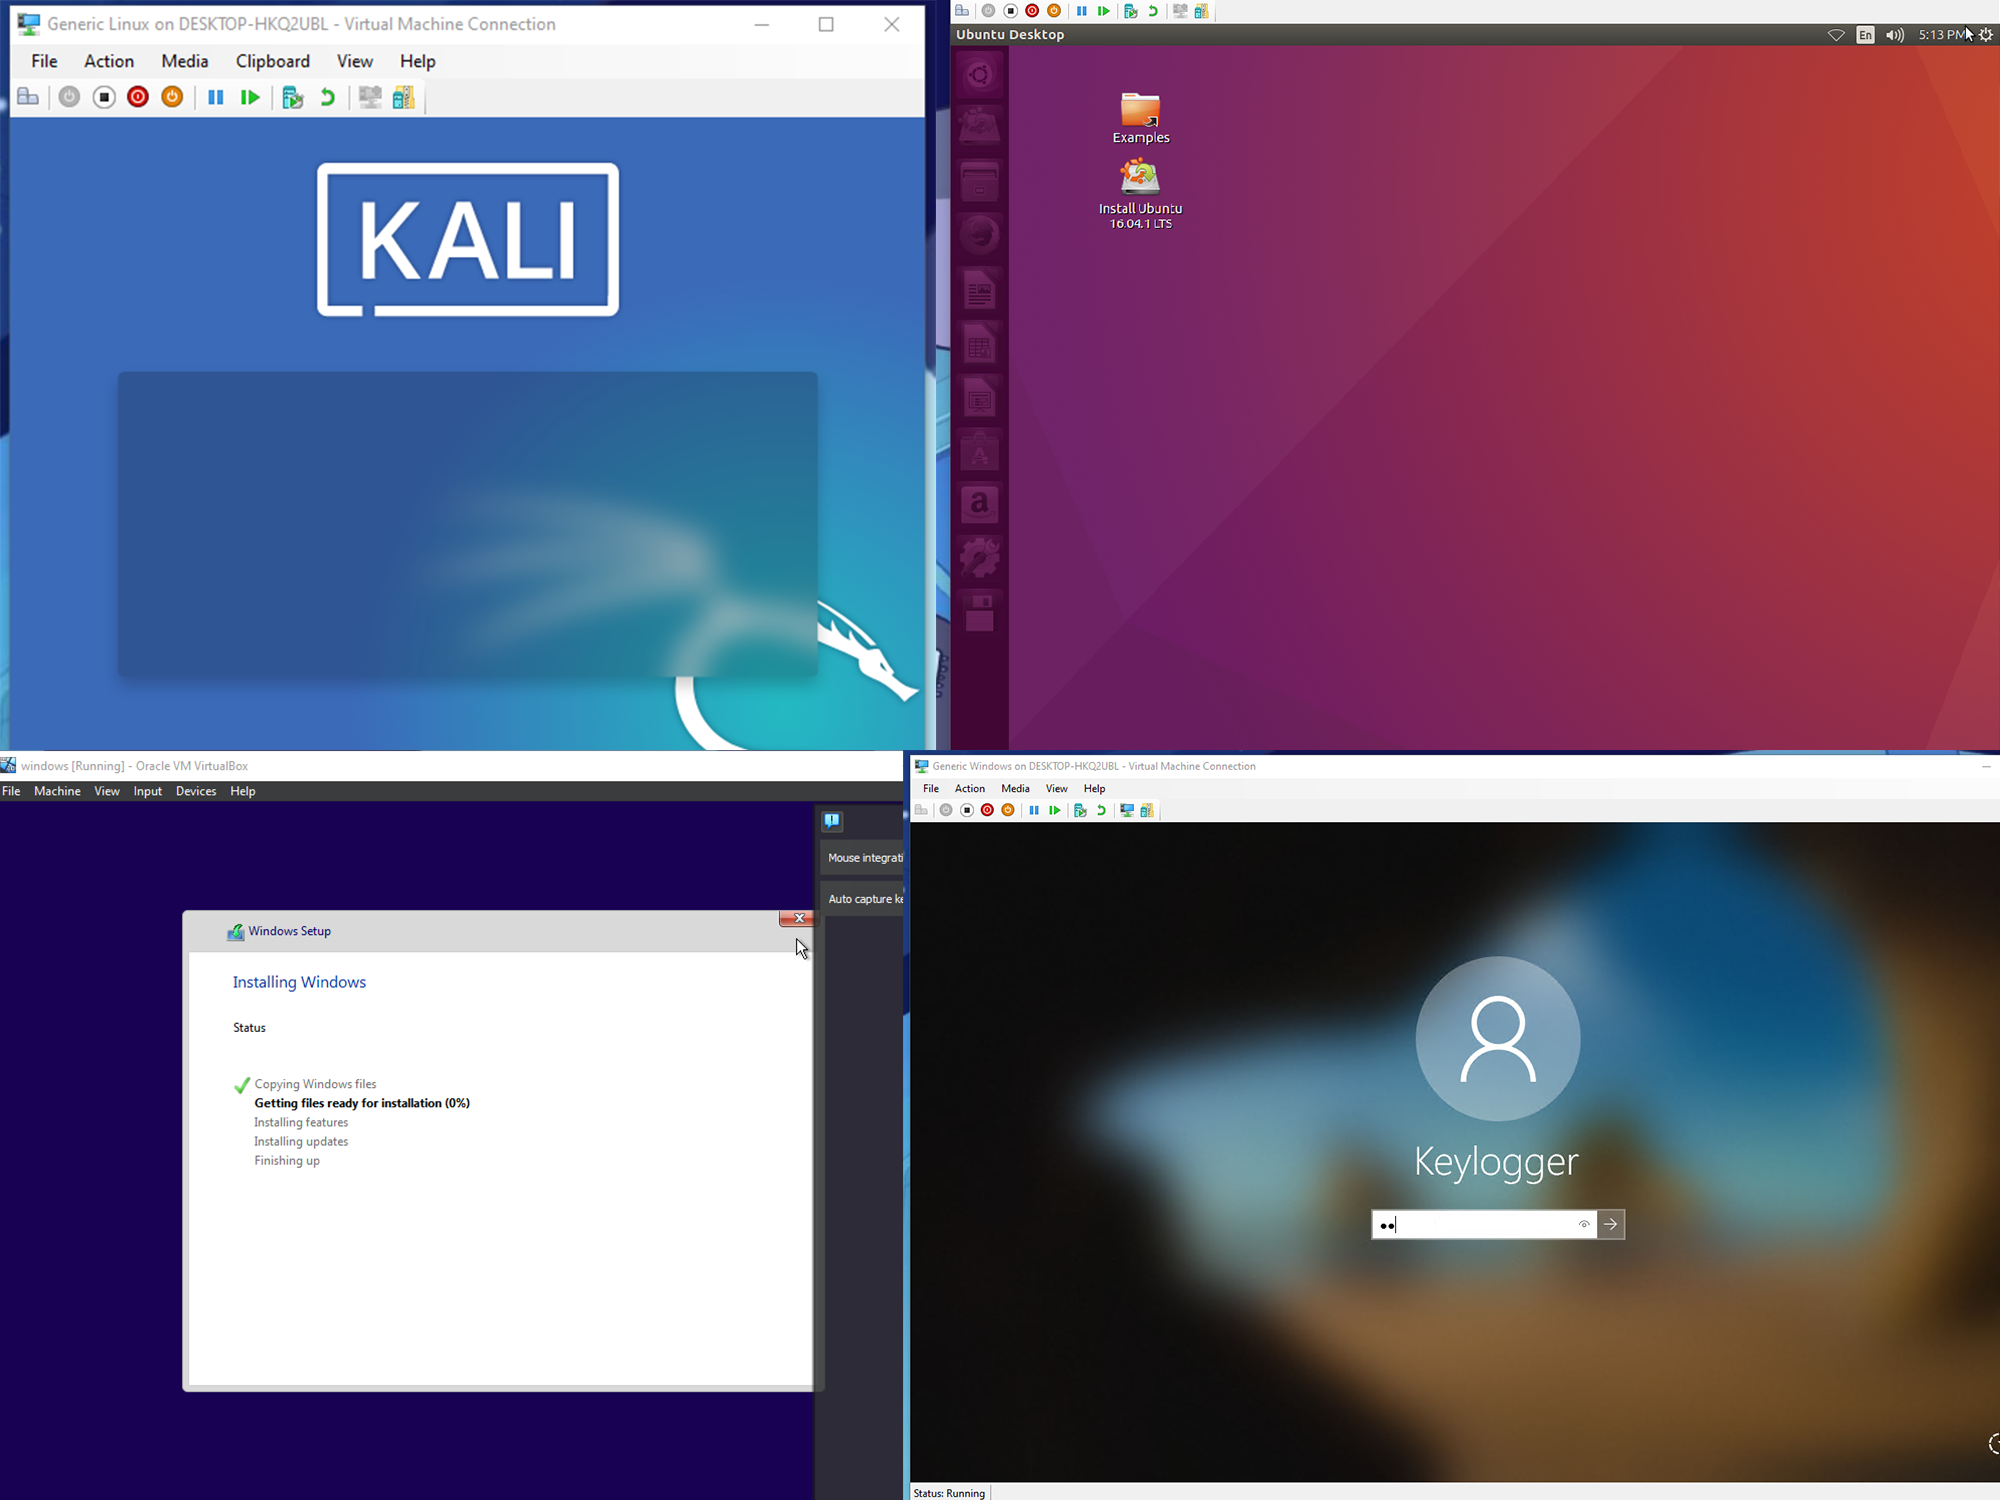 Generic Linux on DESKTOP-HKQ2UBL - Virtual Machine Connection
File Action Media Clipboard View Help
KALI
Ubuntu Desktop
En
5:13 PM
Examples
Install Ubuntu
16.04.1 LTS
A
a
windows [Running] - Oracle VM VirtualBox
File Machine View Input Devices Help
Mouse integrati
Auto capture ke
Windows Setup
Installing Windows
Status
Copying Windows files
Getting files ready for installation (0%)
Installing features
Installing updates
Finishing up
Generic Windows on DESKTOP-HKQ2UBL - Virtual Machine Connection
File Action Media View Help
Keylogger
Status: Running